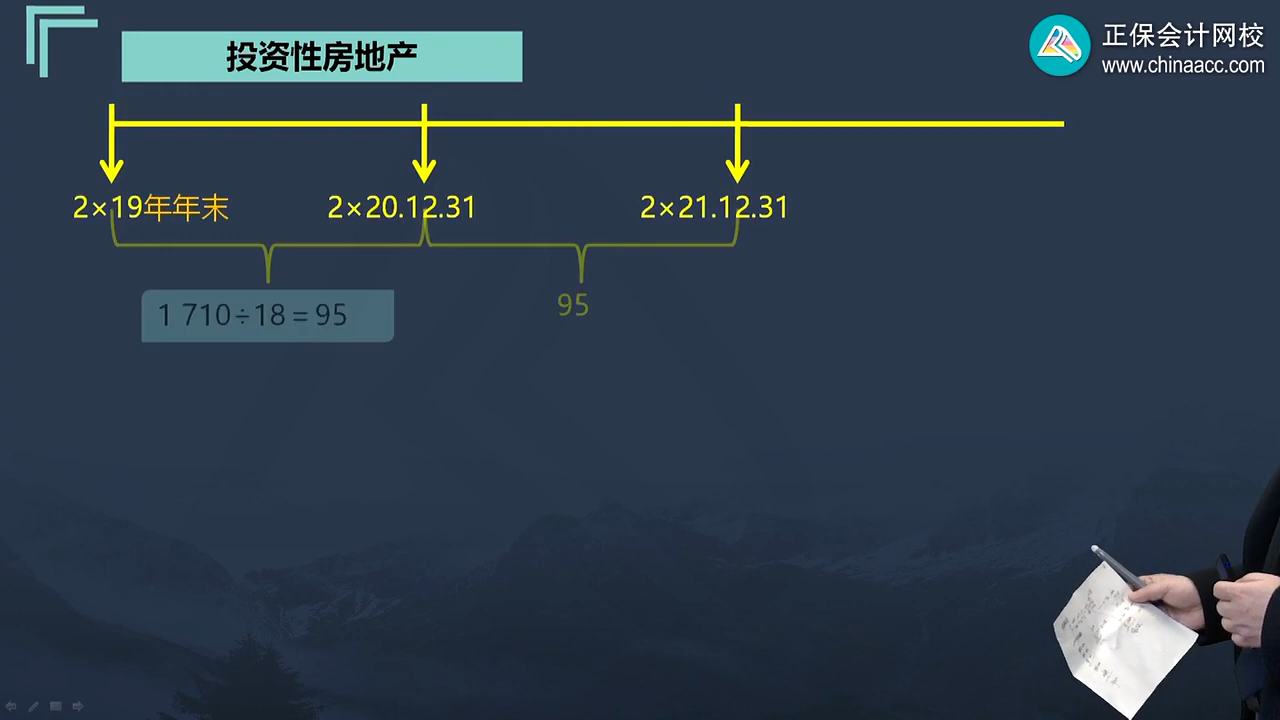 投资性房地产
正保会计网校
www.chinaacc.com
2×19年年末
2×20.12.31
2×21.12.31
1 710÷18＝95
95